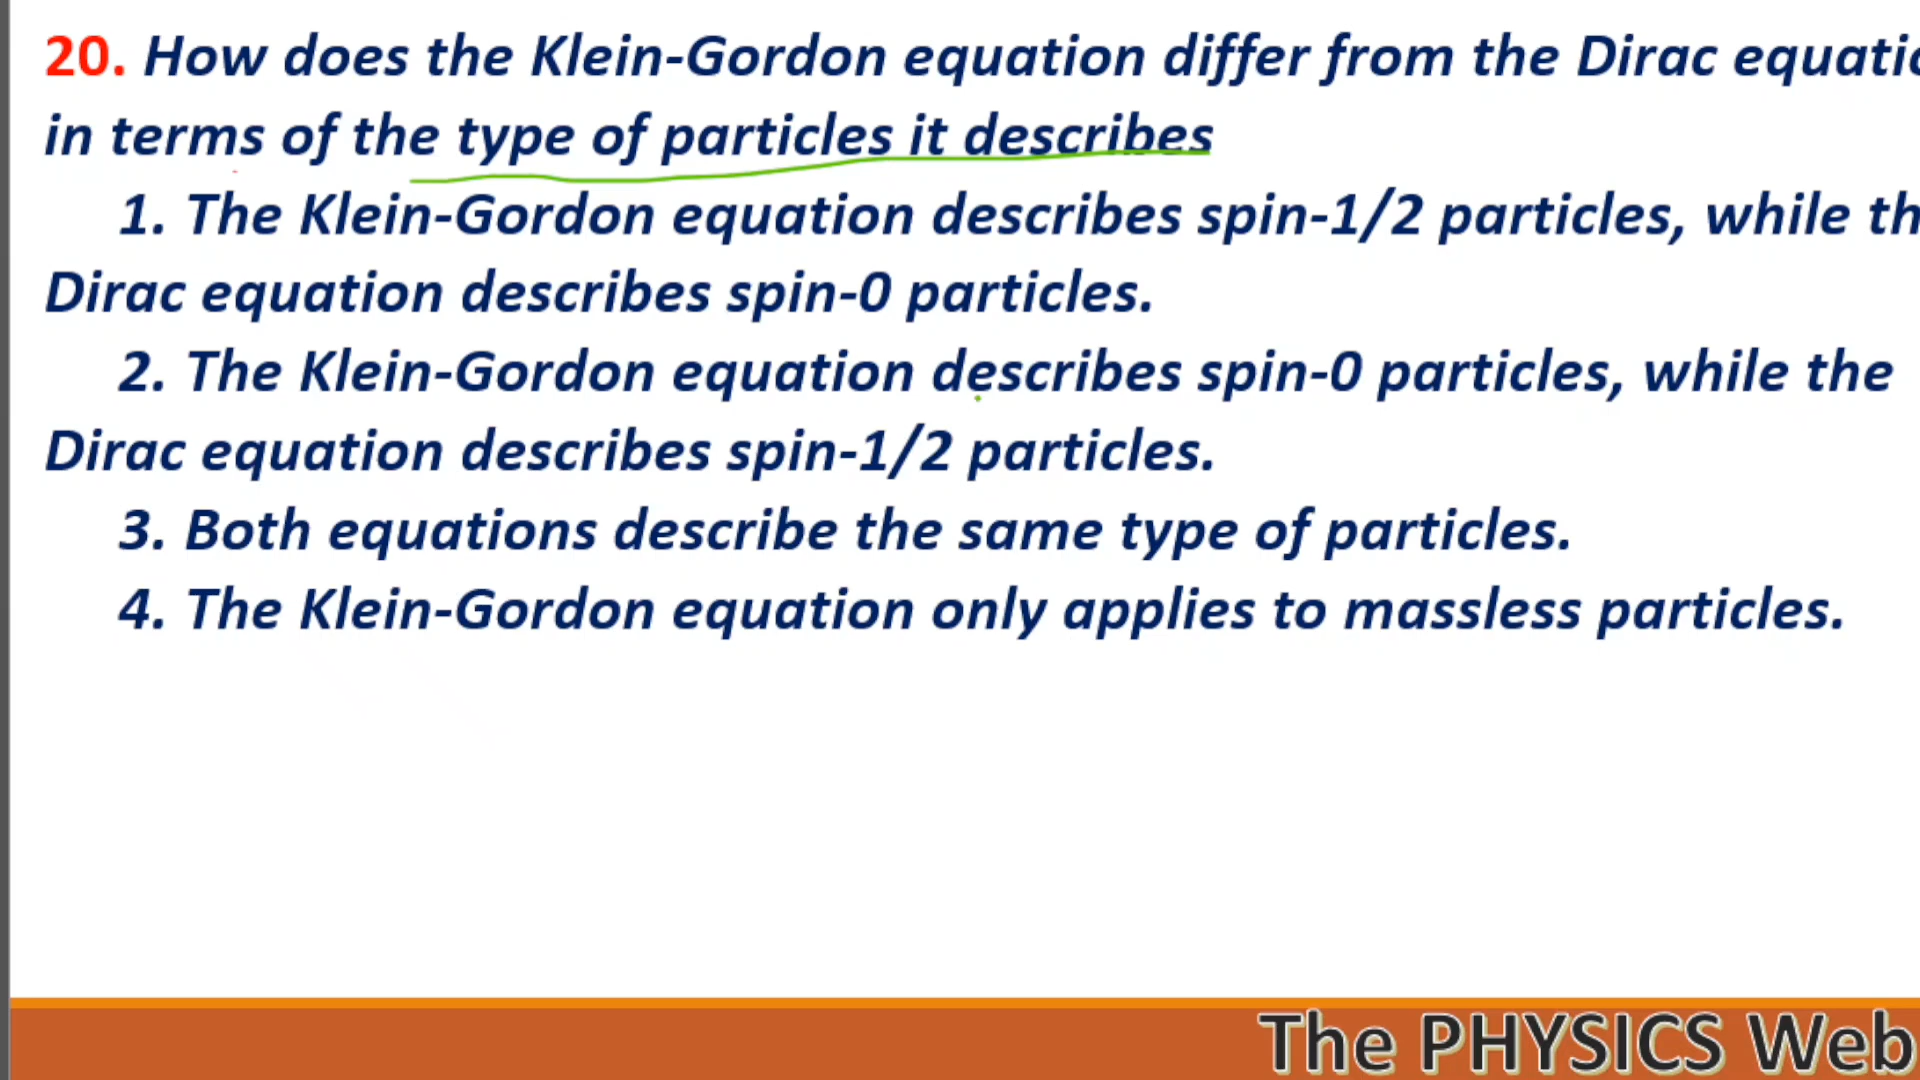 20. How does the Klein-Gordon equation differ from the Dirac
in terms of the type of particles it describes
1. The Klein-Gordon equation describes spin-1/2 particles, while
Dirac equation describes spin-0 particles.
2. The Klein-Gordon equation describes spin-0 particles, while the
Dirac equation describes spin-1/2 particles.
3. Both equations describe the same type of particles.
4. The Klein-Gordon equation only applies to massless particles.
The PHYSICS Web